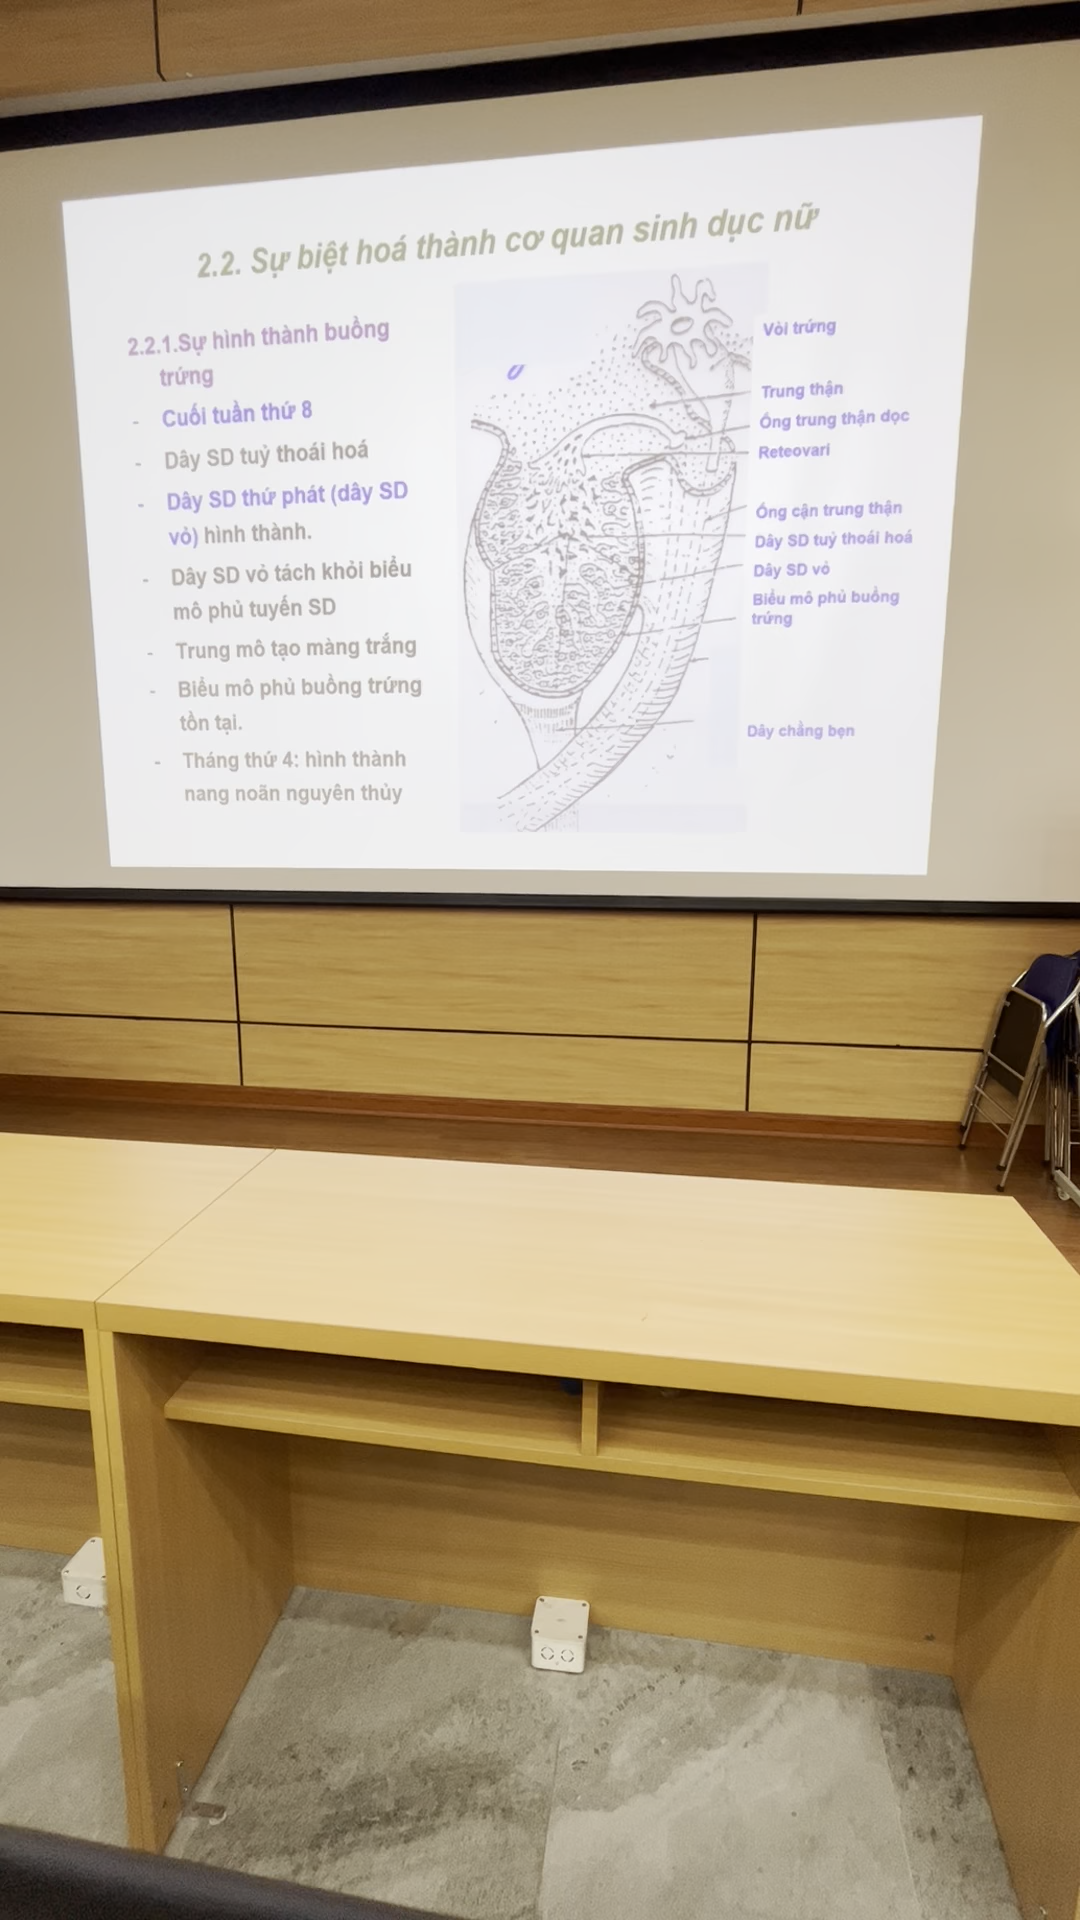 2.2. Sự biệt hoá thành cơ quan sinh dục nữ
2.2.1.Sự hình thành buồng
trứng
- Cuối tuần thứ 8
- Dây SD tuỷ thoái hoá
- Dây SD thứ phát (dây SD
vỏ) hình thành.
- Dây SD vỏ tách khỏi biểu
mô phủ tuyến SD
- Trung mô tạo màng trắng
- Biểu mô phủ buồng trứng
tồn tại.
- Tháng thứ 4: hình thành
nang noãn nguyên thủy
Vòi trứng
Trung thận
Ống trung thận dọc
Reteovari
Ống cận trung thận
Dây SD tuỷ thoái hoá
Dây SD vỏ
Biểu mô phủ buồng
trứng
Dây chằng bẹn